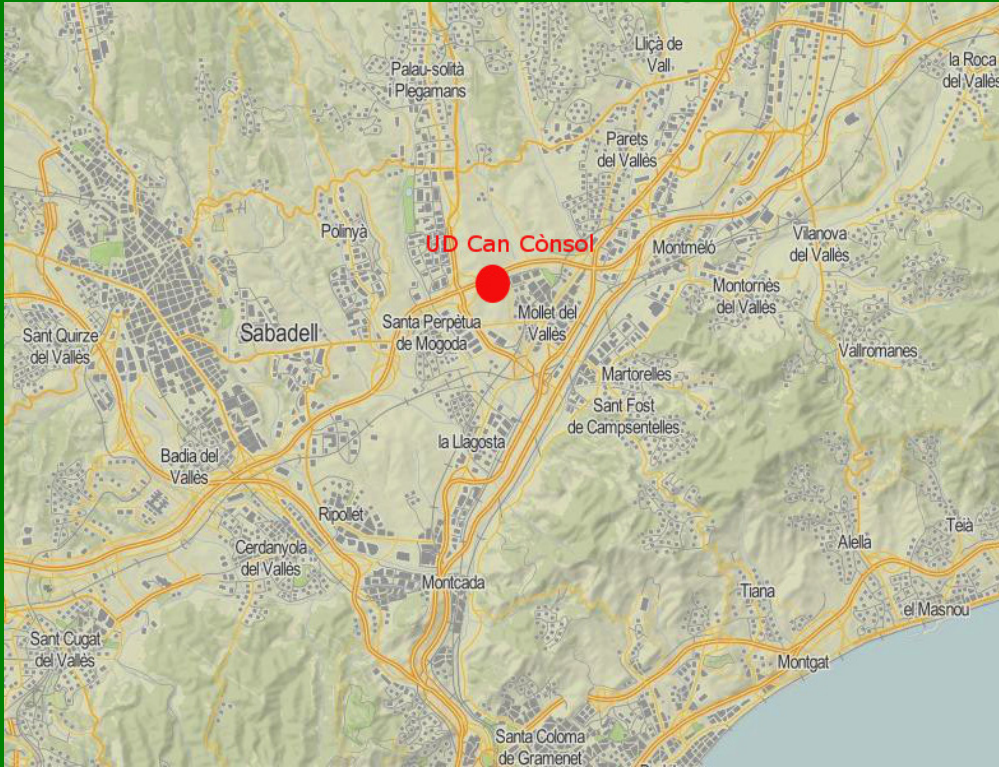 Lliçà de
Vall
la Roca
del Vallès
Palau-solità
i Plegamans
Parets
del Vallès
Polinyà
UD Can Cònsol
Montmeló
Vilanova
del Vallès
Montornès
del Vallès
Mollet del
Vallès
Santa Perpètua
de Mogoda
Sabadell
Sant Quirze
del Vallès
Vallromanes
Martorelles
Sant Fost
de Campsentelles
la Llagosta
Badia del
Vallès
Ripollet
Cerdanyola
del Vallès
Teià
Alella
Montcada
Tiana
el Masnou
Sant Cugat
del Vallès
Montgat
Santa Coloma
de Gramenet